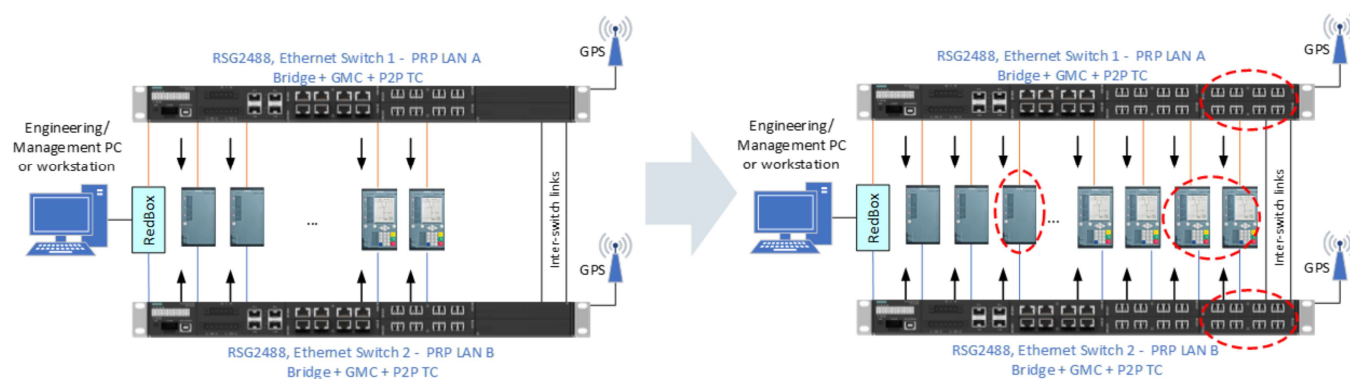 GPS
RSG2488, Ethernet Switch 1 - PRP LAN A
Bridge + GMC + P2P TC
Engineering/
Management PC
or workstation
RedBox
...
Inter-switch links
GPS
RSG2488, Ethernet Switch 2 - PRP LAN B
Bridge + GMC + P2P TC
GPS
RSG2488, Ethernet Switch 1 - PRP LAN A
Bridge + GMC + P2P TC
Engineering/
Management PC
or workstation
RedBox
...
Inter-switch links
GPS
RSG2488, Ethernet Switch 2 - PRP LAN B
Bridge + GMC + P2P TC